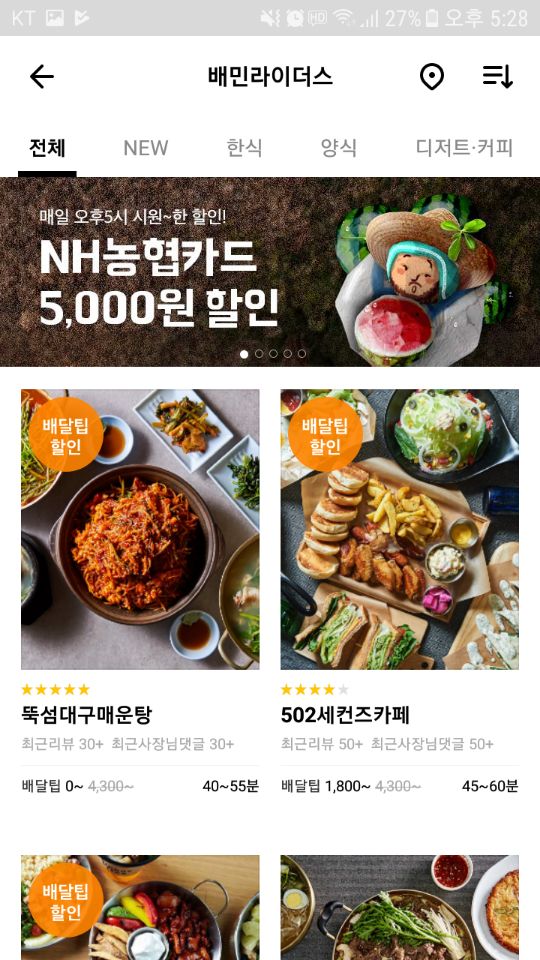 KT HD 27% 오후 5:28
배민라이더스
전체 NEW 한식 양식 디저트·커피
매일 오후5시 시원~한 할인!
NH농협카드
5,000원 할인
배달팁
할인
배달팁
할인
뚝섬대구매운탕
최근리뷰 30+ 최근사장님댓글 30+
배달팁 0~ 4,300~ 40~55분
502세컨즈카페
최근리뷰 50+ 최근사장님댓글 50+
배달팁 1,800~ 4,300~ 45~60분
배달팁
할인